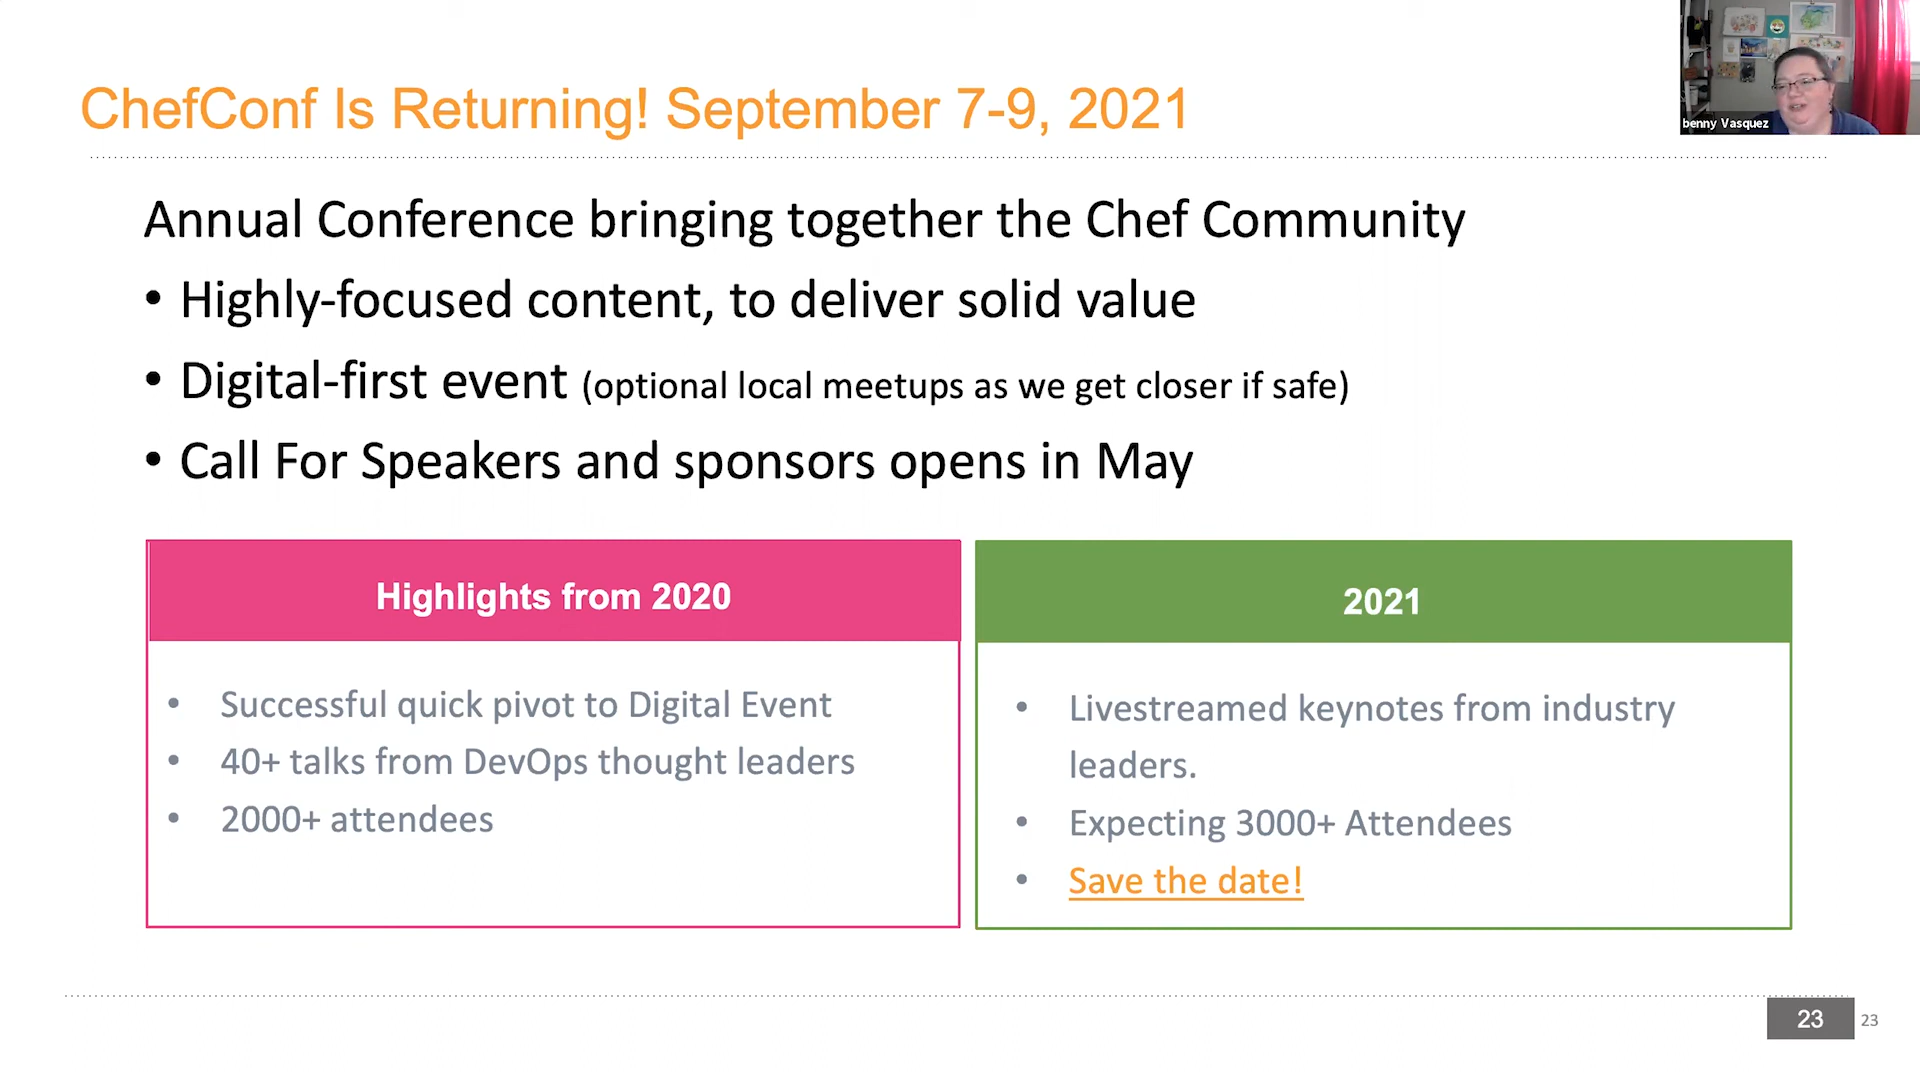 ChefConf Is Returning! September 7-9, 2021
benny Vasquez
Annual Conference bringing together the Chef Community
• Highly-focused content, to deliver solid value
• Digital-first event (optional local meetups as we get closer if safe)
• Call For Speakers and sponsors opens in May
Highlights from 2020
• Successful quick pivot to Digital Event
• 40+ talks from DevOps thought leaders
• 2000+ attendees
2021
• Livestreamed keynotes from industry
leaders.
• Expecting 3000+ Attendees
• Save the date!
23
23